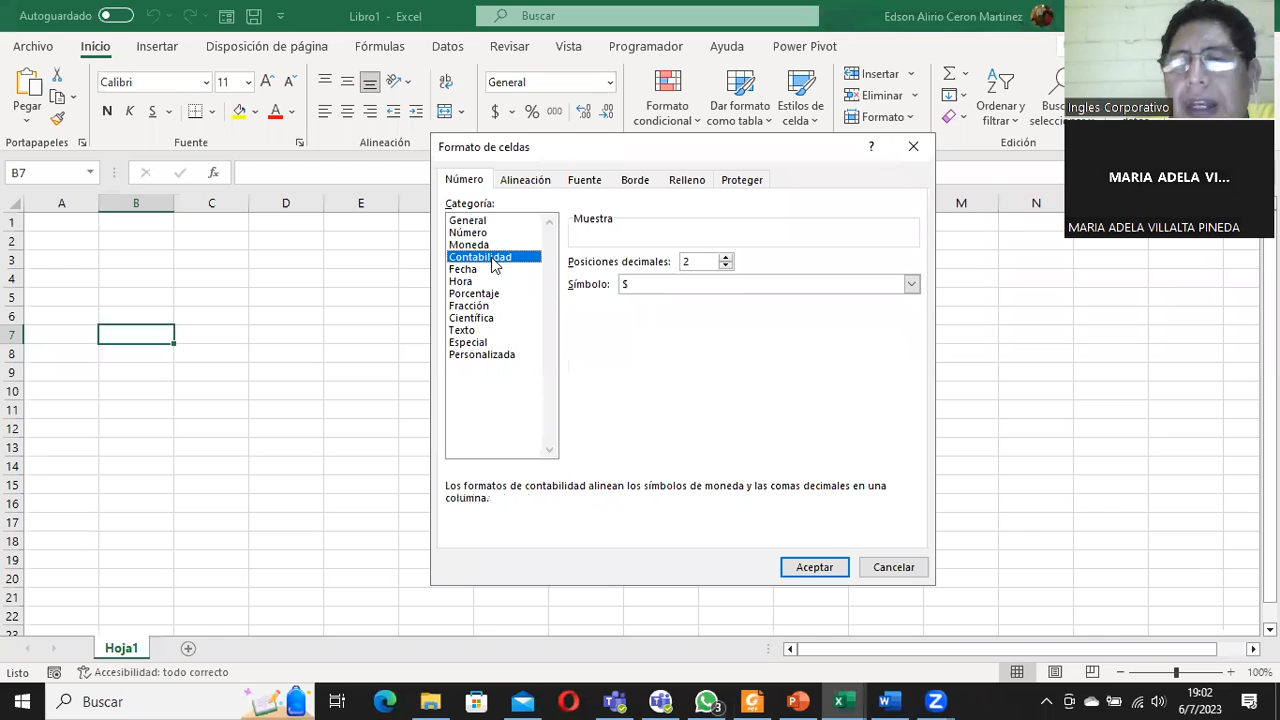 Autoguardado
Libro1 - Excel
Buscar
Edson Alirio Ceron Martinez
Archivo Inicio Insertar Disposición de página Fórmulas Datos Revisar Vista Programador Ayuda Power Pivot
Pegar
Calibri 11
N K S
General
$ % 000
Formato condicional
Dar formato como tabla
Estilos de celda
Insertar
Eliminar
Formato
Ordenar y filtrar
Portapapeles Fuente Alineación Edición
Ingles Corporativo
MARIA ADELA VI...
MARIA ADELA VILLALTA PINEDA
B7 fx
A B C D E M N
1
2
3
4
5
6
7
8
9
10
11
12
13
14
15
16
17
18
19
20
21
22
23
Formato de celdas
? ×
Número Alineación Fuente Borde Relleno Proteger
Categoría:
General
Número
Moneda
Contabilidad
Fecha
Hora
Porcentaje
Fracción
Científica
Texto
Especial
Personalizada
Muestra
Posiciones decimales: 2
Símbolo: $
Los formatos de contabilidad alinean los símbolos de moneda y las comas decimales en una
columna.
Aceptar Cancelar
Hoja1
Listo Accesibilidad: todo correcto 100%
Buscar
3
19:02
6/7/2023